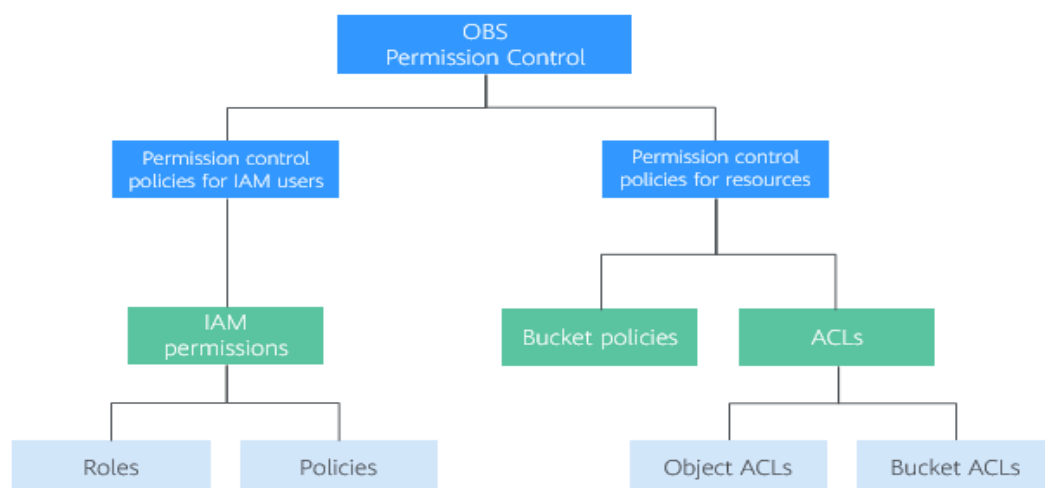 OBS
Permission Control
Permission control
policies for IAM users
Permission control
policies for resources
IAM
permissions
Bucket policies
ACLs
Roles
Policies
Object ACLs
Bucket ACLs